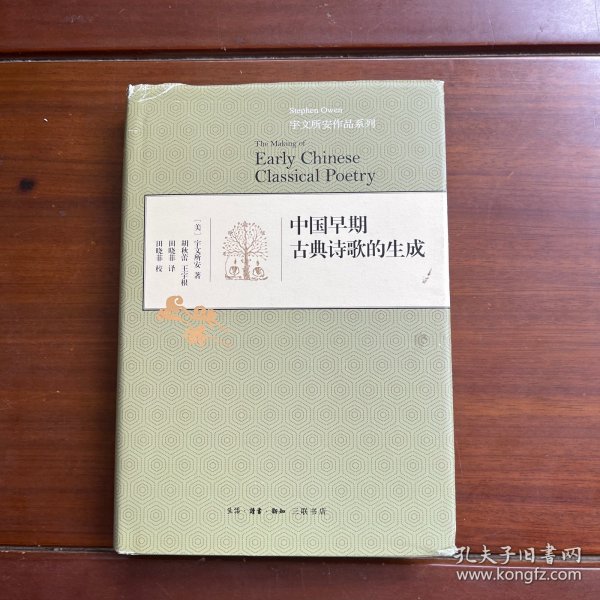 Stephen Owen
宇文所安作品系列
The Making of
Early Chinese
Classical Poetry
中国早期
古典诗歌的生成
［美］宇文所安 著
胡秋蕾 王宇根
田晓菲 译
田晓菲 校
生活·讀書·新知 三联书店
孔夫子旧书网
www.kongfz.com